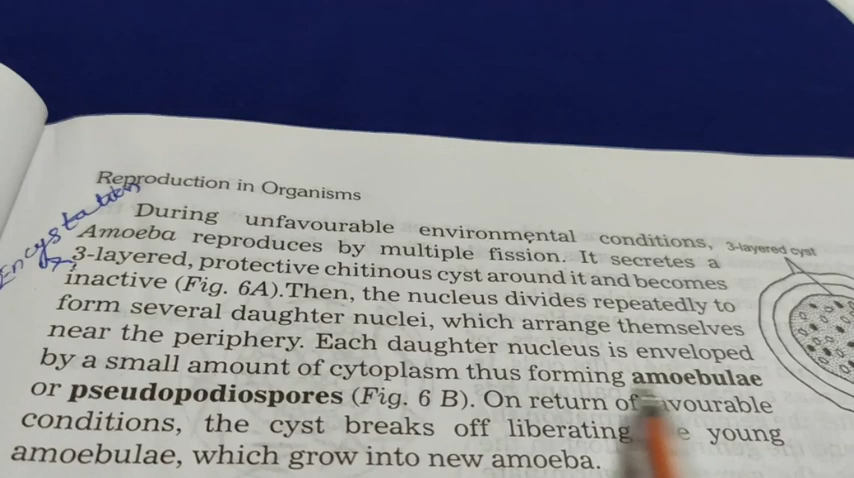 Reproduction in Organisms
Encystation
During unfavourable environmental conditions,
Amoeba reproduces by multiple fission. It secretes a
3-layered, protective chitinous cyst around it and becomes
inactive (Fig. 6A).Then, the nucleus divides repeatedly to
form several daughter nuclei, which arrange themselves
near the periphery. Each daughter nucleus is enveloped
by a small amount of cytoplasm thus forming amoebulae
or pseudopodiospores (Fig. 6 B). On return of favourable
conditions, the cyst breaks off liberating young
amoebulae, which grow into new amoeba.
3-layered cyst